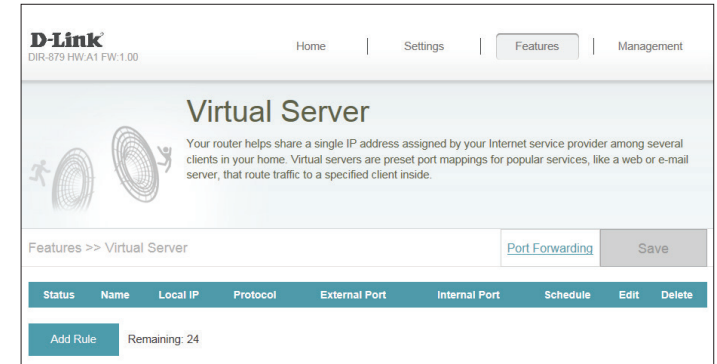 D-Link
DIR-879 HW:A1 FW:1.00
Home | Settings | Features | Management
Virtual Server
Your router helps share a single IP address assigned by your Internet service provider among several
clients in your home. Virtual servers are preset port mappings for popular services, like a web or e-mail
server, that route traffic to a specified client inside.
Features >> Virtual Server
Port Forwarding
Save
Status Name Local IP Protocol External Port Internal Port Schedule Edit Delete
Add Rule Remaining: 24